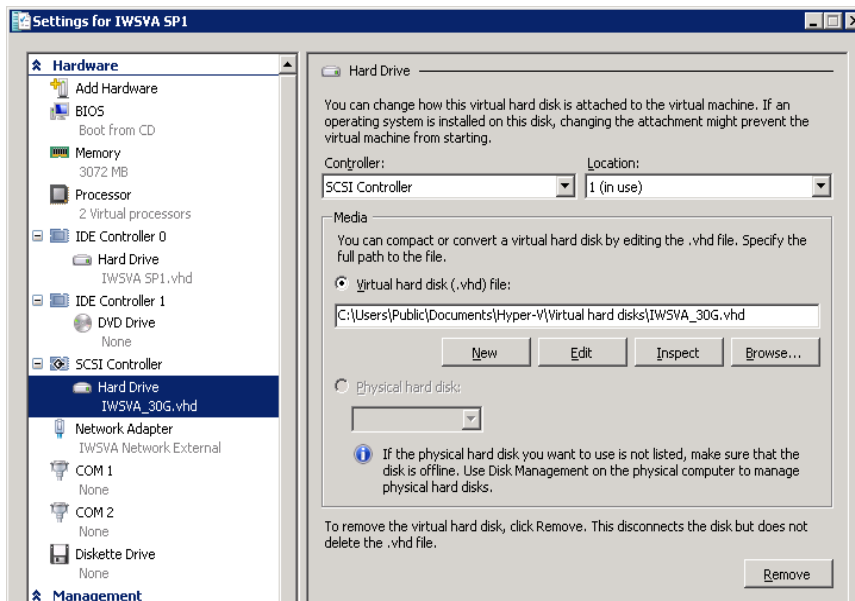 Settings for IWSVA SP1
Hardware
Add Hardware
BIOS
Boot from CD
Memory
3072 MB
Processor
2 Virtual processors
IDE Controller 0
Hard Drive
IWSVA SP1.vhd
IDE Controller 1
DVD Drive
None
SCSI Controller
Hard Drive
IWSVA_30G.vhd
Network Adapter
IWSVA Network External
COM 1
None
COM 2
None
Diskette Drive
None
Management
Hard Drive
You can change how this virtual hard disk is attached to the virtual machine. If an
operating system is installed on this disk, changing the attachment might prevent the
virtual machine from starting.
Controller:
Location:
SCSI Controller
1 (in use)
Media
You can compact or convert a virtual hard disk by editing the .vhd file. Specify the
full path to the file.
Virtual hard disk (.vhd) file:
C:\Users\Public\Documents\Hyper-V\Virtual hard disks\IWSVA_30G.vhd
New
Edit
Inspect
Browse...
Physical hard disk:
If the physical hard disk you want to use is not listed, make sure that the
disk is offline. Use Disk Management on the physical computer to manage
physical hard disks.
To remove the virtual hard disk, click Remove. This disconnects the disk but does not
delete the .vhd file.
Remove